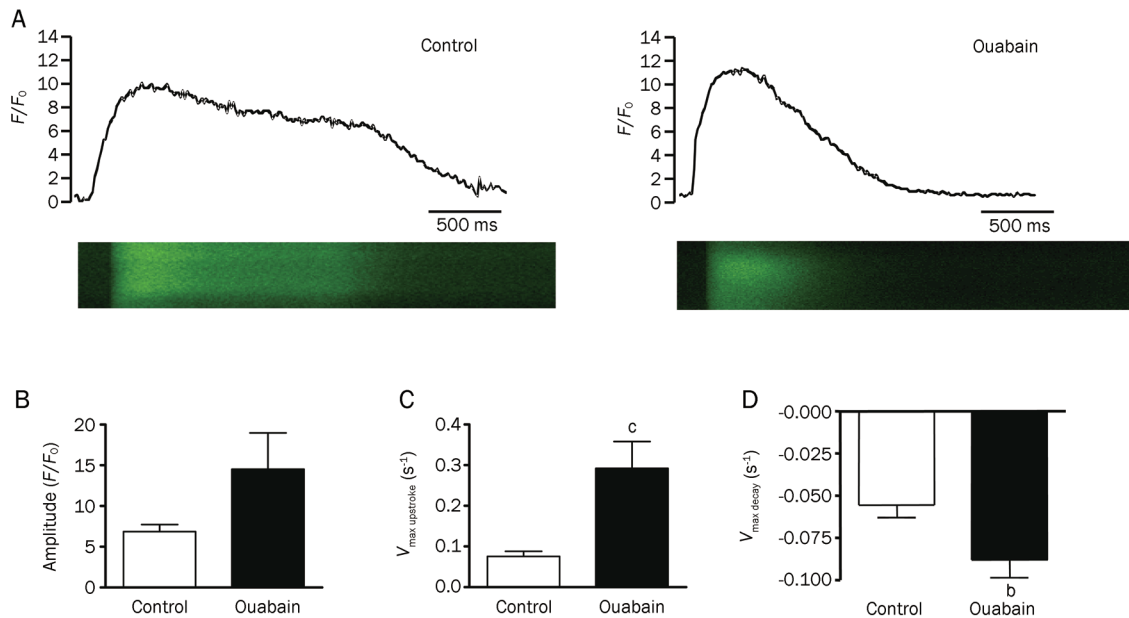 A
14
12
10
8
6
4
2
0
F/F₀
Control
500 ms
14
12
10
8
6
4
2
0
F/F₀
Ouabain
500 ms
B
20
15
10
5
0
Amplitude (F/F₀)
Control
Ouabain
C
0.4
0.3
0.2
0.1
0.0
V max upstroke (s⁻¹)
c
Control
Ouabain
D
-0.000
-0.025
-0.050
-0.075
-0.100
V max decay (s⁻¹)
b
Control
Ouabain